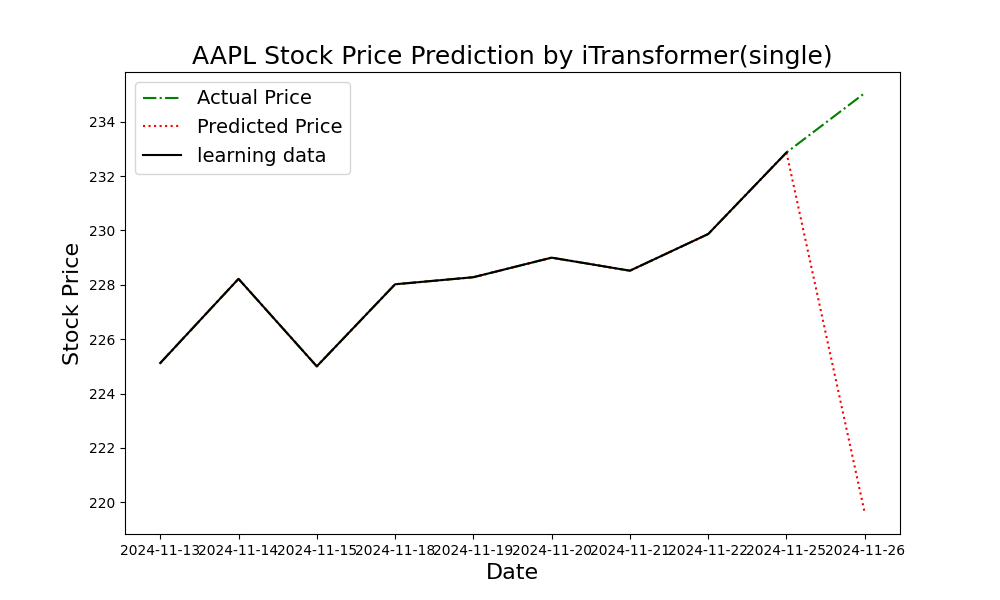 AAPL Stock Price Prediction by iTransformer(single)
Actual Price
Predicted Price
learning data
234
232
230
228
226
224
222
220
Stock Price
2024-11-13 2024-11-14 2024-11-15 2024-11-18 2024-11-19 2024-11-20 2024-11-21 2024-11-22 2024-11-25 2024-11-26
Date